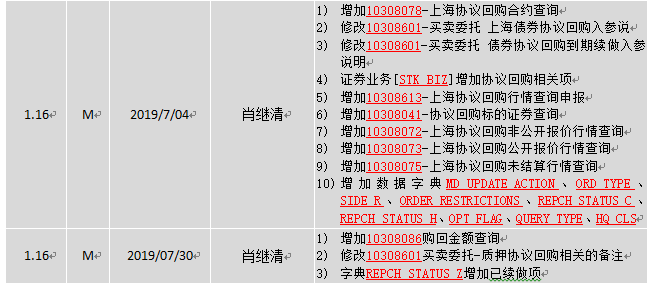 1) 增加10308078-上海协议回购合约查询
2) 修改10308601-买卖委托 上海债券协议回购入参说
3) 修改10308601-买卖委托 债券协议回购到期续做入参
说明
4) 证券业务[STK_BIZ]增加协议回购相关项
5) 增加10308613-上海协议回购行情查询申报
6) 增加10308041-协议回购标的证券查询
1.16 M 2019/7/04 肖继清
7) 增加10308072-上海协议回购非公开报价行情查询
8) 增加10308073-上海协议回购公开报价行情查询
9) 增加10308075-上海协议回购未结算行情查询
10) 增加数据字典MD_UPDATE_ACTION、ORD_TYPE、
SIDE_R、ORDER_RESTRICTIONS、REPCH_STATUS_C、
REPCH_STATUS_H、OPT_FLAG、QUERY_TYPE、HQ_CLS
1) 增加10308086购回金额查询
1.16 M 2019/07/30 肖继清
2) 修改10308601买卖委托-质押协议回购相关的备注
3) 字典REPCH_STATUS_Z增加已续做项